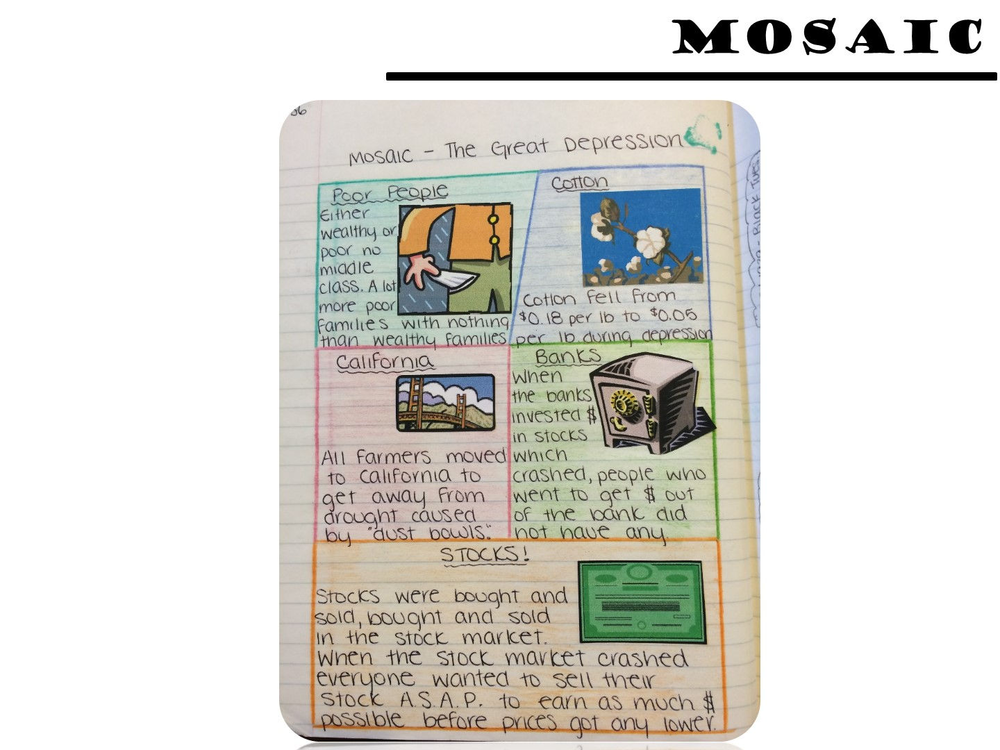 MOSAIC
Mosaic - The Great Depression
Poor People
Either
wealthy or
poor no
middle
class. A lot
more poor
families with nothing
than wealthy families
Cotton
Cotton fell from
$0.18 per lb to $0.05
per lb. during depression
California
All farmers moved
to California to
get away from
drought caused
by "dust bowls."
Banks
When
the banks
invested $
in stocks
which
crashed, people who
went to get $ out
of the bank did
not have any.
STOCKS!
Stocks were bought and
sold, bought and sold
in the stock market.
When the stock market crashed
everyone wanted to sell their
stock A.S.A.P. to earn as much $
possible before prices got any lower.
Black Tues